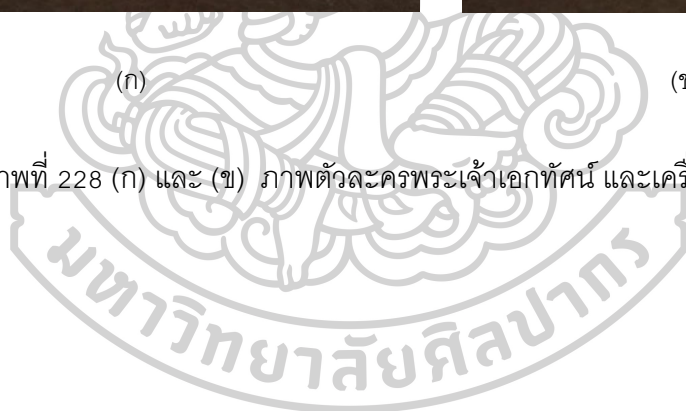 (ก) (ข
าพที่ 228 (ก) และ (ข) ภาพตัวละครพระเจ้าเอกทัศน์ และเครื
มหาวิทยาลัยศิลปากร